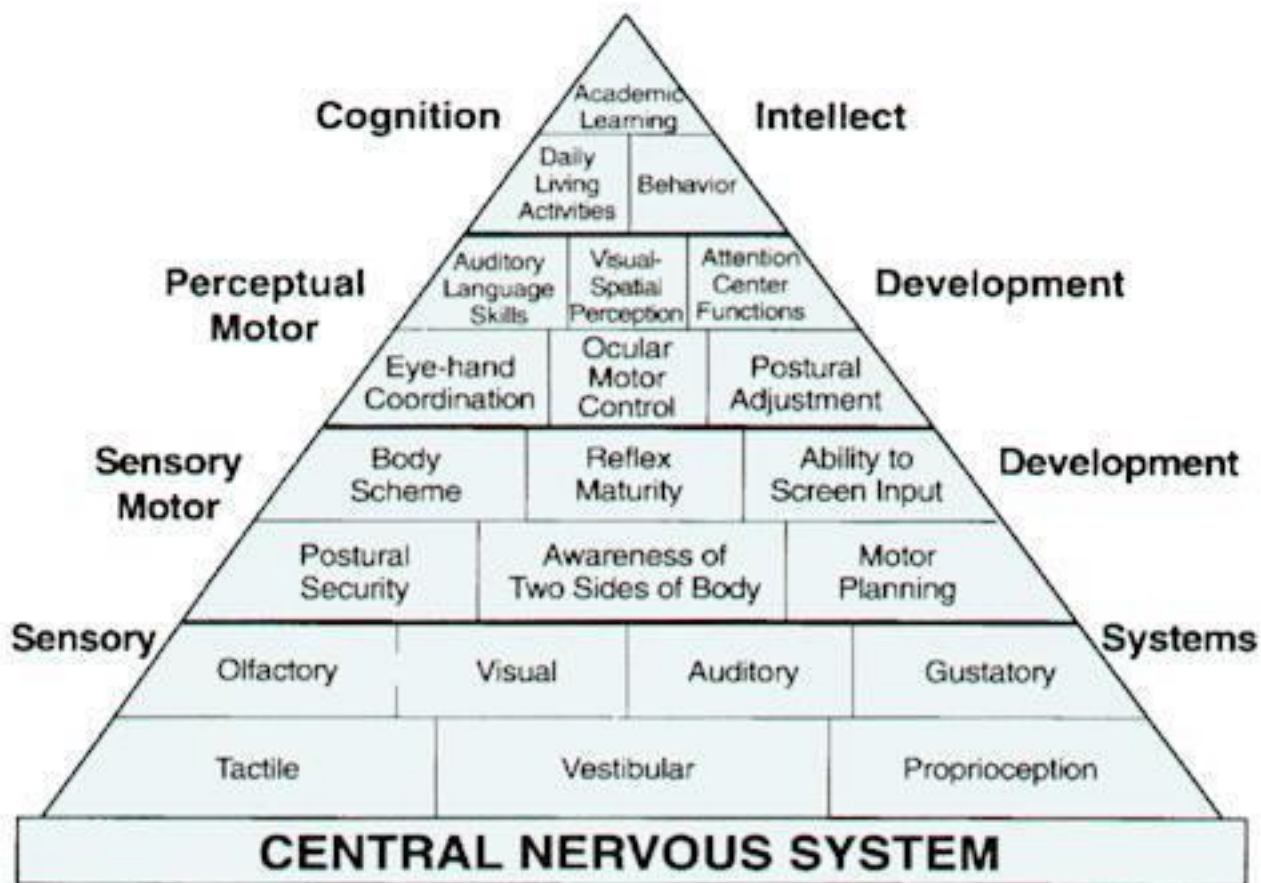 Academic
Learning
Cognition
Intellect
Daily
Living
Activities
Behavior
Perceptual
Motor
Auditory
Language
Skills
Visual-
Spatial
Perception
Attention
Center
Functions
Development
Eye-hand
Coordination
Ocular
Motor
Control
Postural
Adjustment
Sensory
Motor
Body
Scheme
Reflex
Maturity
Ability to
Screen Input
Development
Postural
Security
Awareness of
Two Sides of Body
Motor
Planning
Sensory
Systems
Olfactory
Visual
Auditory
Gustatory
Tactile
Vestibular
Proprioception
CENTRAL NERVOUS SYSTEM